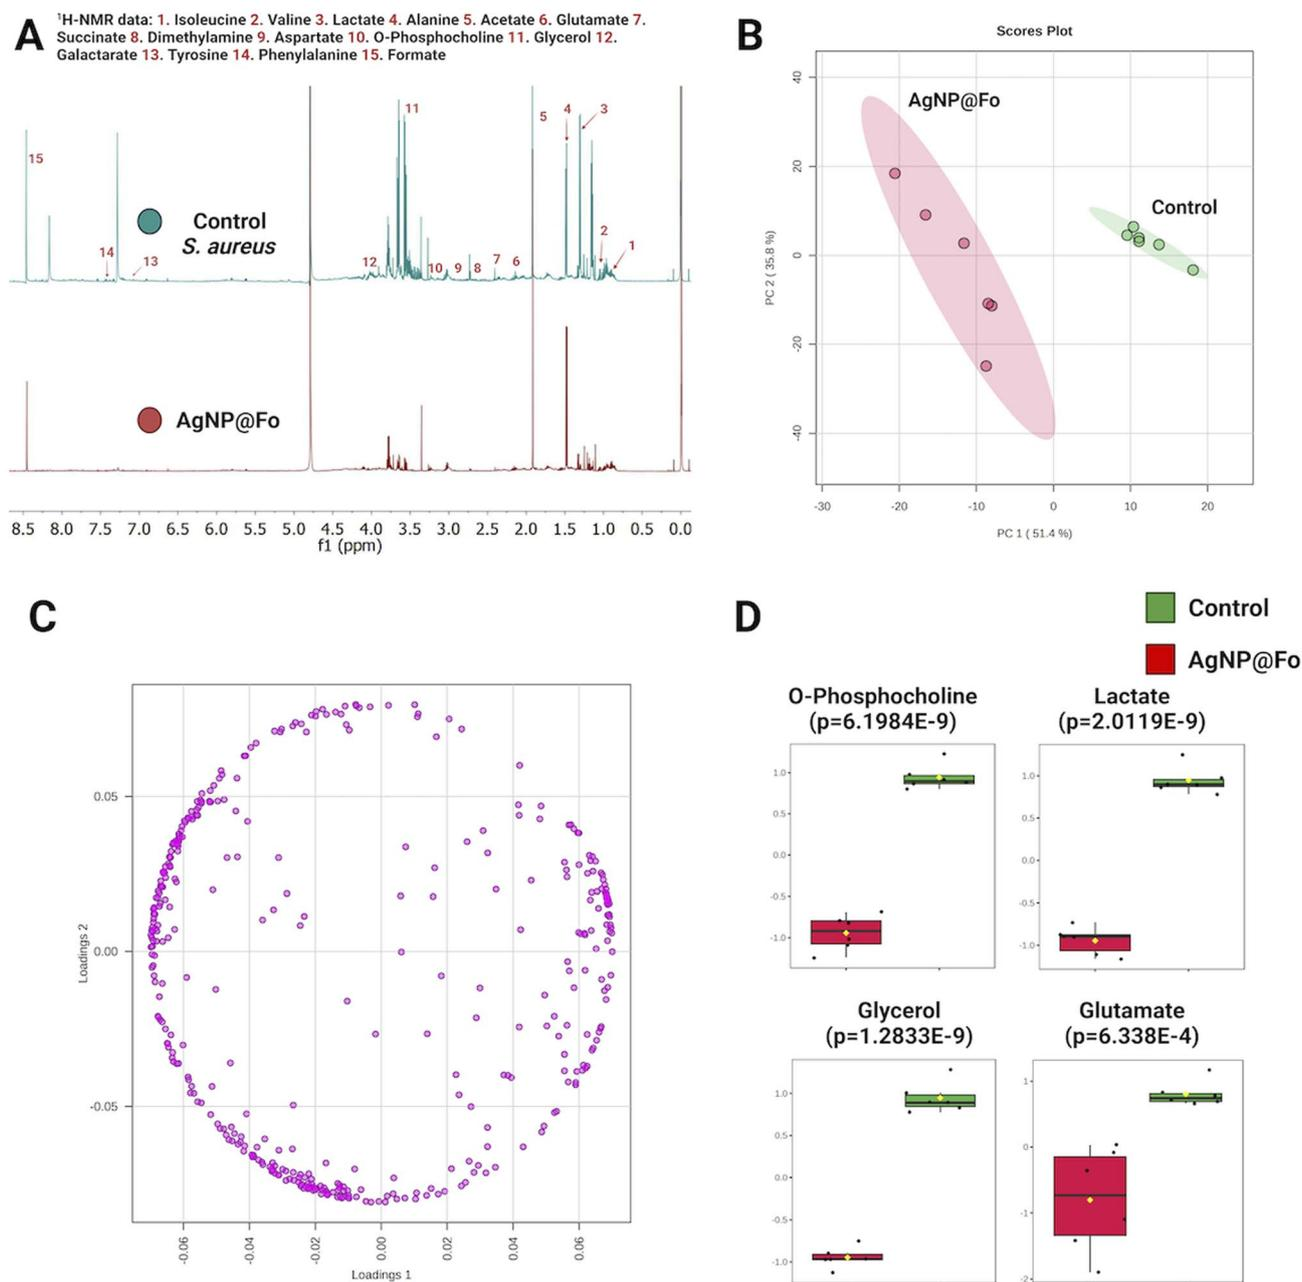 A
¹H-NMR data: 1. Isoleucine 2. Valine 3. Lactate 4. Alanine 5. Acetate 6. Glutamate 7.
Succinate 8. Dimethylamine 9. Aspartate 10. O-Phosphocholine 11. Glycerol 12.
Galactarate 13. Tyrosine 14. Phenylalanine 15. Formate
11
5
4
3
15
Control
S. aureus
14
13
12
10
9
8
7
6
2
1
AgNP@Fo
8.5 8.0 7.5 7.0 6.5 6.0 5.5 5.0 4.5 4.0 3.5 3.0 2.5 2.0 1.5 1.0 0.5 0.0
f1 (ppm)
B
Scores Plot
AgNP@Fo
Control
PC 2 ( 35.8 %)
40
20
0
-20
-40
-30 -20 -10 0 10 20
PC 1 ( 51.4 %)
C
Loadings 2
0.05
0.00
-0.05
-0.06 -0.04 -0.02 0.00 0.02 0.04 0.06
Loadings 1
D
Control
AgNP@Fo
O-Phosphocholine
(p=6.1984E-9)
1.0
0.5
0.0
-0.5
-1.0
Lactate
(p=2.0119E-9)
1.0
0.5
0.0
-0.5
-1.0
Glycerol
(p=1.2833E-9)
1.0
0.5
0.0
-0.5
-1.0
Glutamate
(p=6.338E-4)
1
0
-1
-2